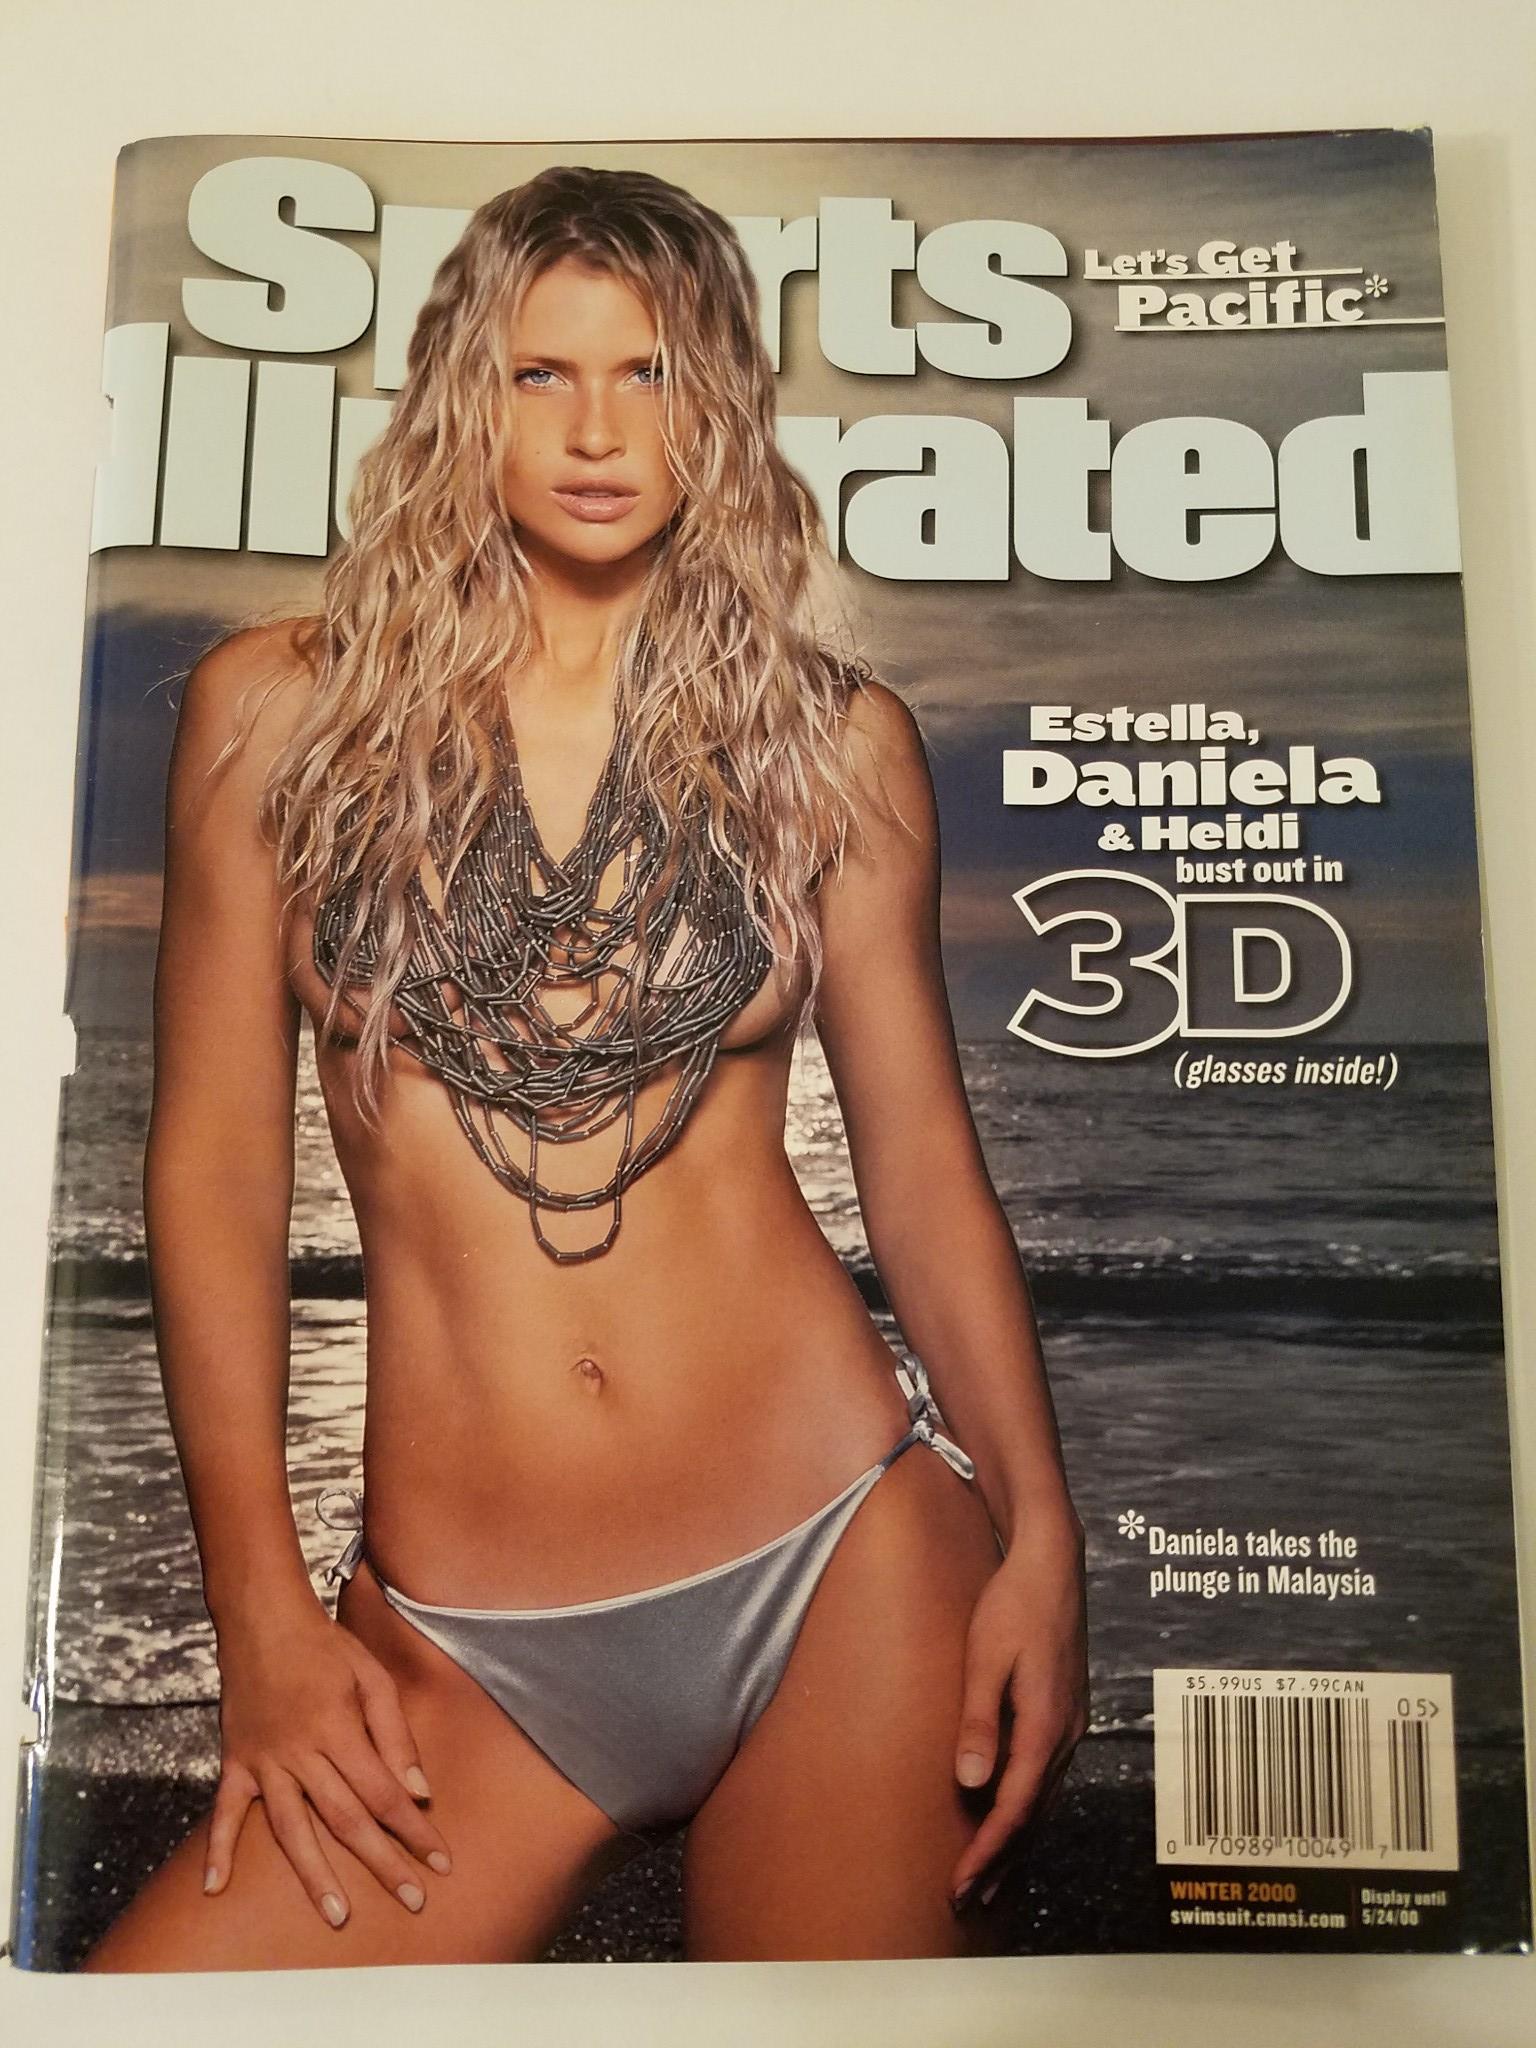 Sports
Illustrated
Let's Get
Pacific*
Estella,
Daniela
& Heidi
bust out in
3D
(glasses inside!)
*Daniela takes the
plunge in Malaysia
$5.99US $7.99CAN
05>
0 70989 10049 7
WINTER 2000
swimsuit.cnnsi.com
Display until
5/24/00